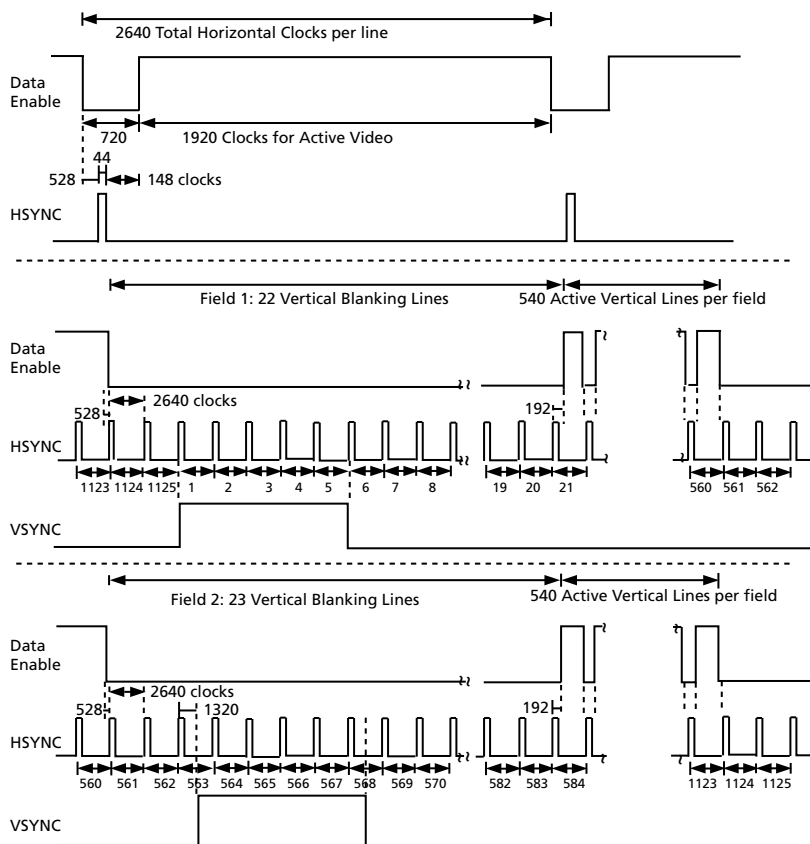 2640 Total Horizontal Clocks per line
Data
Enable
720
1920 Clocks for Active Video
44
528
148 clocks
HSYNC
Field 1: 22 Vertical Blanking Lines
540 Active Vertical Lines per field
Data
Enable
528
2640 clocks
192
HSYNC
1123 1124 1125 1 2 3 4 5 6 7 8 19 20 21 560 561 562
VSYNC
Field 2: 23 Vertical Blanking Lines
540 Active Vertical Lines per field
Data
Enable
2640 clocks
528
1320
192
HSYNC
560 561 562 553 564 565 566 567 568 569 570 582 583 584 1123 1124 1125
VSYNC